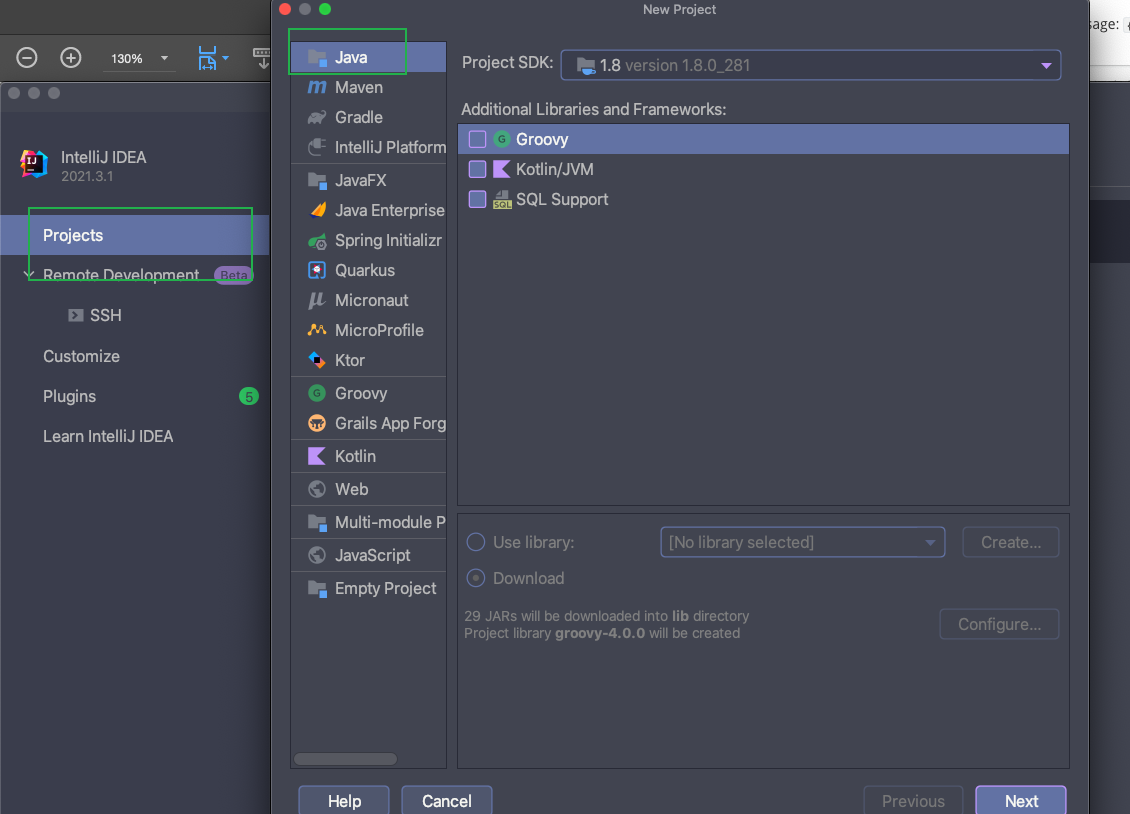 New Project
sage: {
130%
Java
Project SDK:
1.8 version 1.8.0_281
Maven
Gradle
IntelliJ Platform
JavaFX
Java Enterprise
Spring Initializr
Quarkus
Micronaut
MicroProfile
Ktor
Groovy
Grails App Forg
Kotlin
Web
Multi-module P
JavaScript
Empty Project
Additional Libraries and Frameworks:
G Groovy
Kotlin/JVM
SQL SQL Support
IJ
IntelliJ IDEA
2021.3.1
Projects
Remote Development Beta
SSH
Customize
Plugins 5
Learn IntelliJ IDEA
Use library:
[No library selected]
Create...
Download
29 JARs will be downloaded into lib directory
Project library groovy-4.0.0 will be created
Configure...
Help
Cancel
Previous
Next